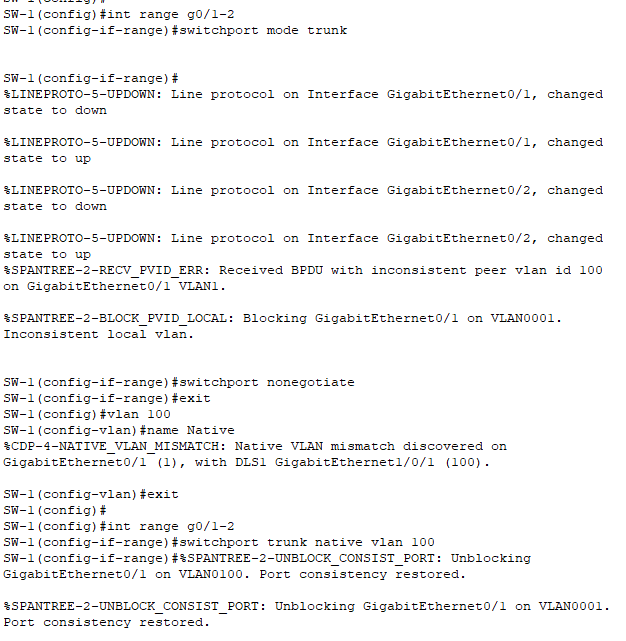 SW-1(config)#int range g0/1-2
SW-1(config-if-range)#switchport mode trunk
SW-1(config-if-range)#
%LINEPROTO-5-UPDOWN: Line protocol on Interface GigabitEthernet0/1, changed
state to down
%LINEPROTO-5-UPDOWN: Line protocol on Interface GigabitEthernet0/1, changed
state to up
%LINEPROTO-5-UPDOWN: Line protocol on Interface GigabitEthernet0/2, changed
state to down
%LINEPROTO-5-UPDOWN: Line protocol on Interface GigabitEthernet0/2, changed
state to up
%SPANTREE-2-RECV_PVID_ERR: Received BPDU with inconsistent peer vlan id 100
on GigabitEthernet0/1 VLAN1.
%SPANTREE-2-BLOCK_PVID_LOCAL: Blocking GigabitEthernet0/1 on VLAN0001.
Inconsistent local vlan.
SW-1(config-if-range)#switchport nonegotiate
SW-1(config-if-range)#exit
SW-1(config)#vlan 100
SW-1(config-vlan)#name Native
%CDP-4-NATIVE_VLAN_MISMATCH: Native VLAN mismatch discovered on
GigabitEthernet0/1 (1), with DLS1 GigabitEthernet1/0/1 (100).
SW-1(config-vlan)#exit
SW-1(config)#
SW-1(config)#int range g0/1-2
SW-1(config-if-range)#switchport trunk native vlan 100
SW-1(config-if-range)#%SPANTREE-2-UNBLOCK_CONSIST_PORT: Unblocking
GigabitEthernet0/1 on VLAN0100. Port consistency restored.
%SPANTREE-2-UNBLOCK_CONSIST_PORT: Unblocking GigabitEthernet0/1 on VLAN0001.
Port consistency restored.